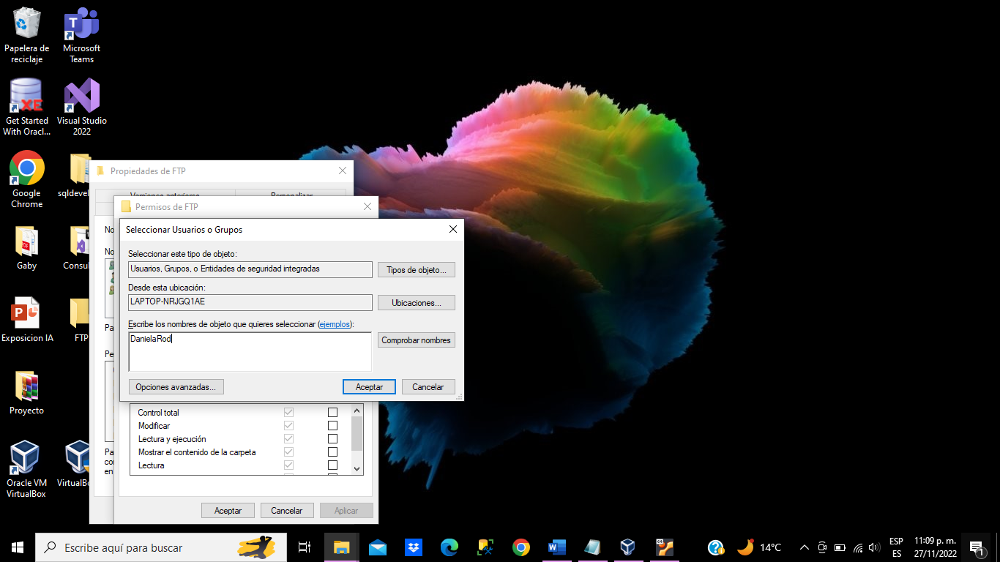 Papelera de
reciclaje
Microsoft
Teams
Get Started
With Oracl...
Visual Studio
2022
Google
Chrome
sqldevel
Gaby
Consul
Exposicion IA
FTP
Proyecto
Oracle VM
VirtualBox
VirtualBo
Propiedades de FTP
Versiones anteriores
Personalizar
No
No
Pa
Pe
Pa
co
en
Permisos de FTP
Seleccionar Usuarios o Grupos
Seleccionar este tipo de objeto:
Usuarios, Grupos, o Entidades de seguridad integradas
Tipos de objeto...
Desde esta ubicación:
LAPTOP-NRJGQ1AE
Ubicaciones...
Escribe los nombres de objeto que quieres seleccionar (ejemplos):
DanielaRod
Comprobar nombres
Opciones avanzadas...
Aceptar
Cancelar
Control total
Modificar
Lectura y ejecución
Mostrar el contenido de la carpeta
Lectura
Aceptar
Cancelar
Aplicar
Escribe aquí para buscar
14°C
ESP
ES
11:09 p. m.
27/11/2022
1